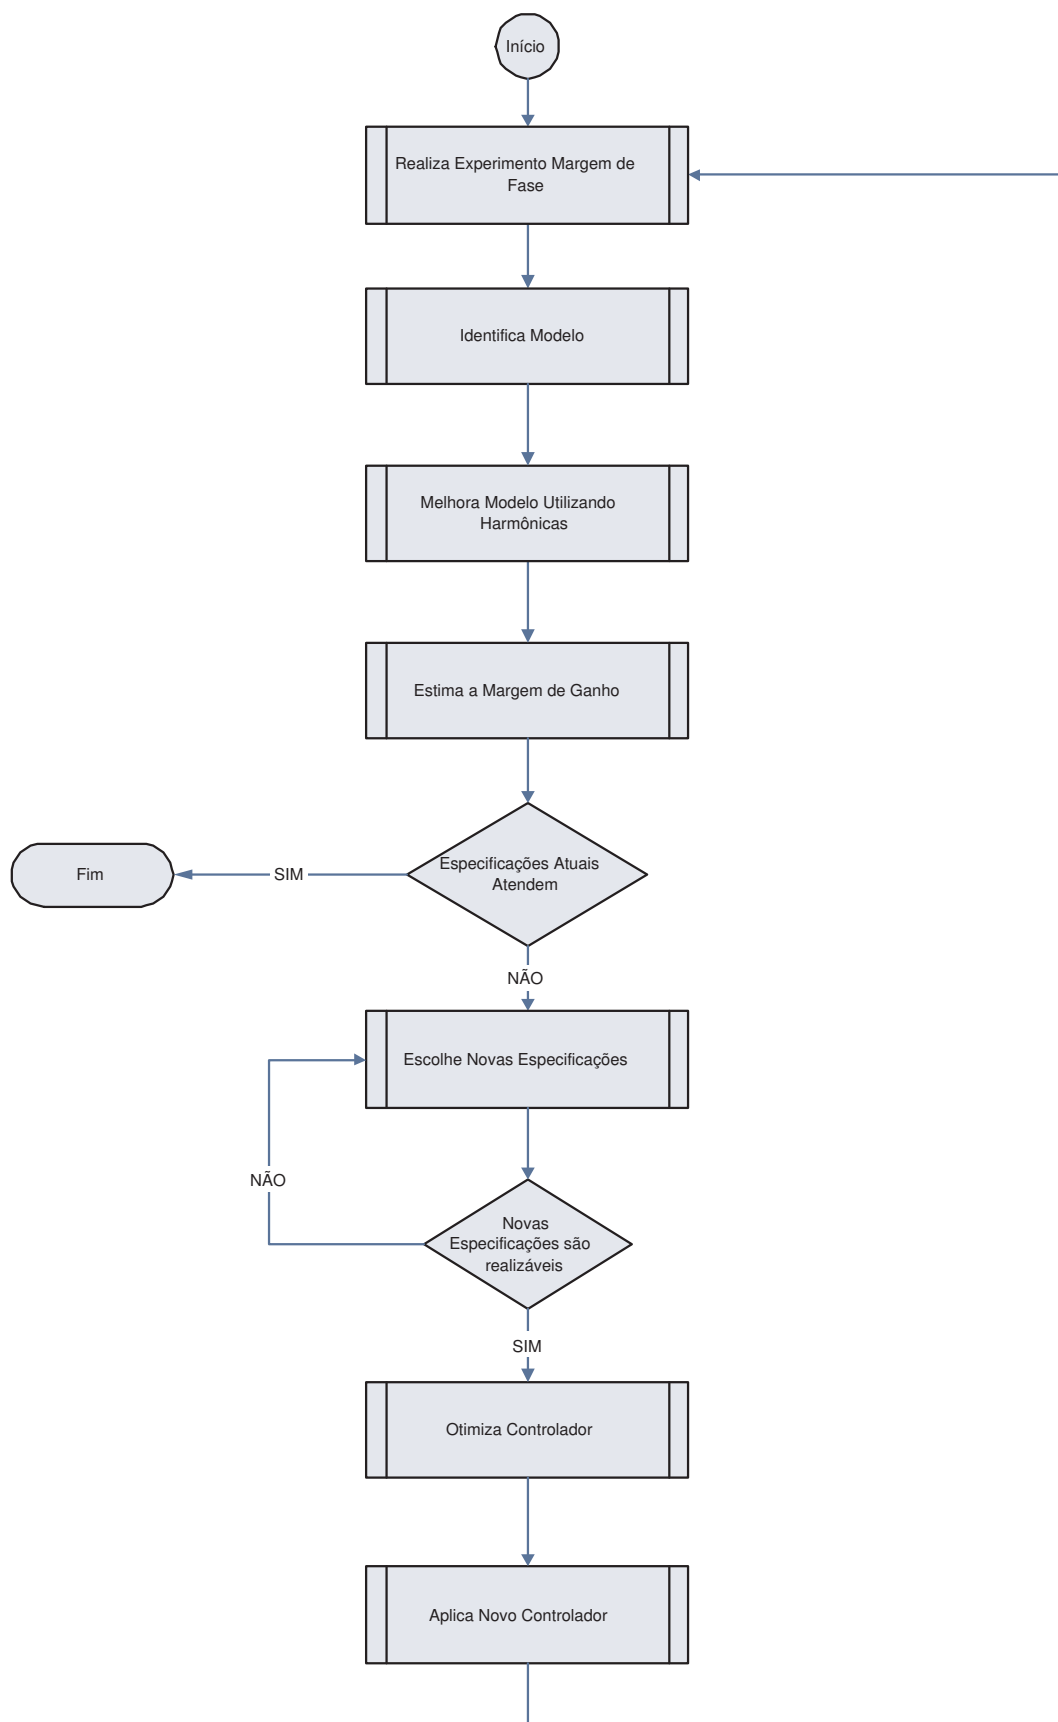 Início
Realiza Experimento Margem de
Fase
Identifica Modelo
Melhora Modelo Utilizando
Harmônicas
Estima a Margem de Ganho
Especificações Atuais
Atendem
SIM
Fim
NÃO
Escolhe Novas Especificações
NÃO
Novas
Especificações são
realizáveis
SIM
Otimiza Controlador
Aplica Novo Controlador